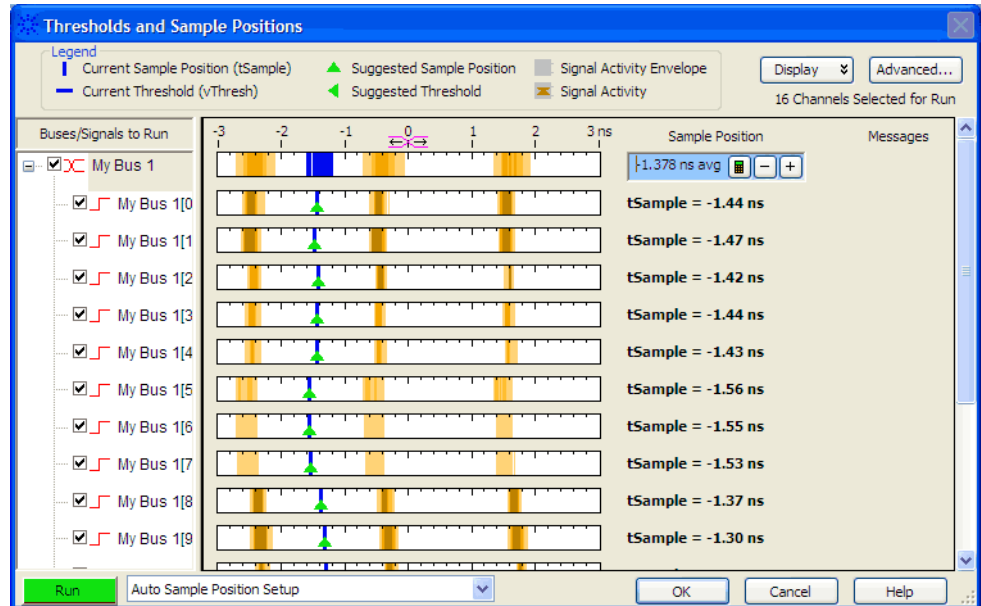 Thresholds and Sample Positions
Legend
Current Sample Position (tSample)
Suggested Sample Position
Signal Activity Envelope
Current Threshold (vThresh)
Suggested Threshold
Signal Activity
Display
Advanced...
16 Channels Selected for Run
Buses/Signals to Run
-3 -2 -1 0 1 2 3 ns
Sample Position
Messages
My Bus 1
-1.378 ns avg
My Bus 1[0
tSample = -1.44 ns
My Bus 1[1
tSample = -1.47 ns
My Bus 1[2
tSample = -1.42 ns
My Bus 1[3
tSample = -1.44 ns
My Bus 1[4
tSample = -1.43 ns
My Bus 1[5
tSample = -1.56 ns
My Bus 1[6
tSample = -1.55 ns
My Bus 1[7
tSample = -1.53 ns
My Bus 1[8
tSample = -1.37 ns
My Bus 1[9
tSample = -1.30 ns
Run
Auto Sample Position Setup
OK
Cancel
Help